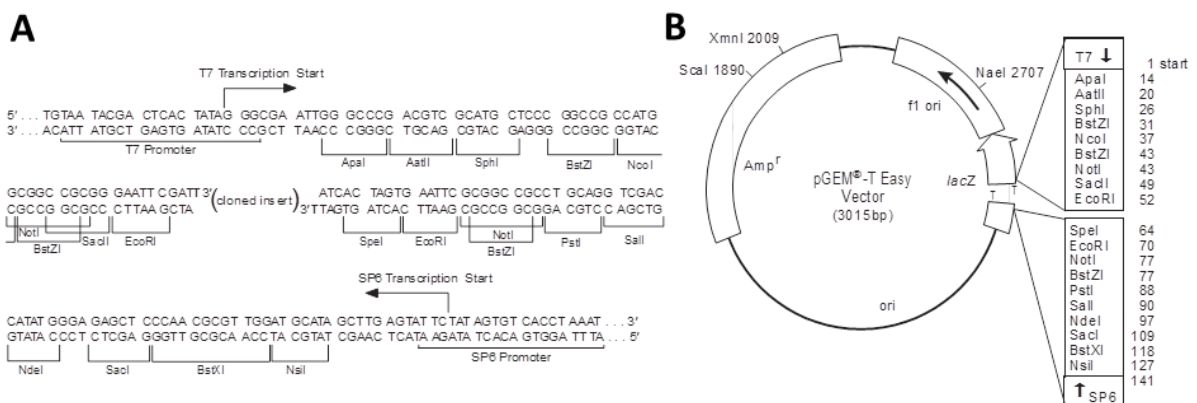 A
T7 Transcription Start
5' ... TGTAA TACGA CTCAC TATAG GGCGA ATTGG GCCCG ACGTC GCATG CTCCC GGCCG CCATG
3' ... ACATT ATGCT GAGTG ATATC CCGCT TAACC CGGGC TGCAG CGTAC GAGGG CCGGC GGTAC
T7 Promoter
ApaI AatII SphI BstZI NcoI
GCGGC CGCGG GAATT CGATT 3' (cloned insert) ATCAC TAGTG AATTC GCGGC CGCCT GCAGG TCGAC
CGCCG GCGCC CTTAA GCTA 3' TTAGTG ATCAC TTAAG CGCCG GCGGA CGTCC AGCTG
NotI SacII EcoRI SpeI EcoRI NotI PstI SalI
BstZI BstZI
SP6 Transcription Start
CATAT GGGA GAGCT CCCAA CGCGT TGGAT GCATA GCTTG AGTAT TCTAT AGTGT CACCT AAAT ... 3'
GTATA CCCT CTCGAG GGTTG CGCAA CCTA CGTAT CGAAC TCATA AGATA TCACA GTGGA TTTA ... 5'
NdeI SacI BstXI NsiI SP6 Promoter
B
XmnI 2009
ScaI 1890
NaeI 2707
f1 ori
Amp r
pGEM®-T Easy
Vector
(3015bp)
lacZ
T
T
ori
T7 ↓ 1 start
ApaI 14
AatII 20
SphI 26
BstZI 31
NcoI 37
BstZI 43
NotI 43
SacII 49
EcoRI 52
SpeI 64
EcoRI 70
NotI 77
BstZI 77
PstI 88
SalI 90
NdeI 97
SacI 109
BstXI 118
NsiI 127
141
↑ SP6